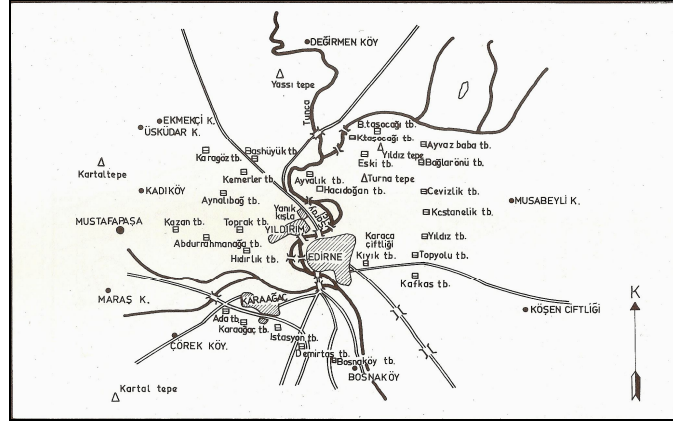 DEĞİRMEN KÖY
Yassı tepe
Tunca
EKMEKÇİ K.
ÜSKÜDAR K.
B.taşocağı tb.
K.taşocağı tb.
Ayvaz baba tb.
Karagöz tb.
Başhüyük tb.
Yıldız tepe
Eski tb.
Bağlarönü tb.
Kartaltepe
Kemerler tb.
Ayvalık tb.
Turna tepe
KADIKÖY
Hacıdoğan tb.
Cevizlik tb.
Aynalıbağ tb.
MUSABEYLİ K.
Yanık
kışla
Kestanelik tb.
MUSTAFAPAŞA
Kazan tb.
Toprak tb.
YILDIRIM
Abdurrahmanağa tb.
Karaca
çiftliği
Yıldız tb.
Hıdırlık tb.
EDİRNE
Kıyık tb.
Topyolu tb.
Kafkas tb.
MARAŞ K.
KARAAĞAÇ
K
KÖŞEN CİFTLİĞİ
Ada tb.
Karaağaç tb.
İstasyon tb.
ÇÖREK KÖY.
Demirtaş tb.
Bosnaköy tb.
BOSNAKÖY
Kartal tepe